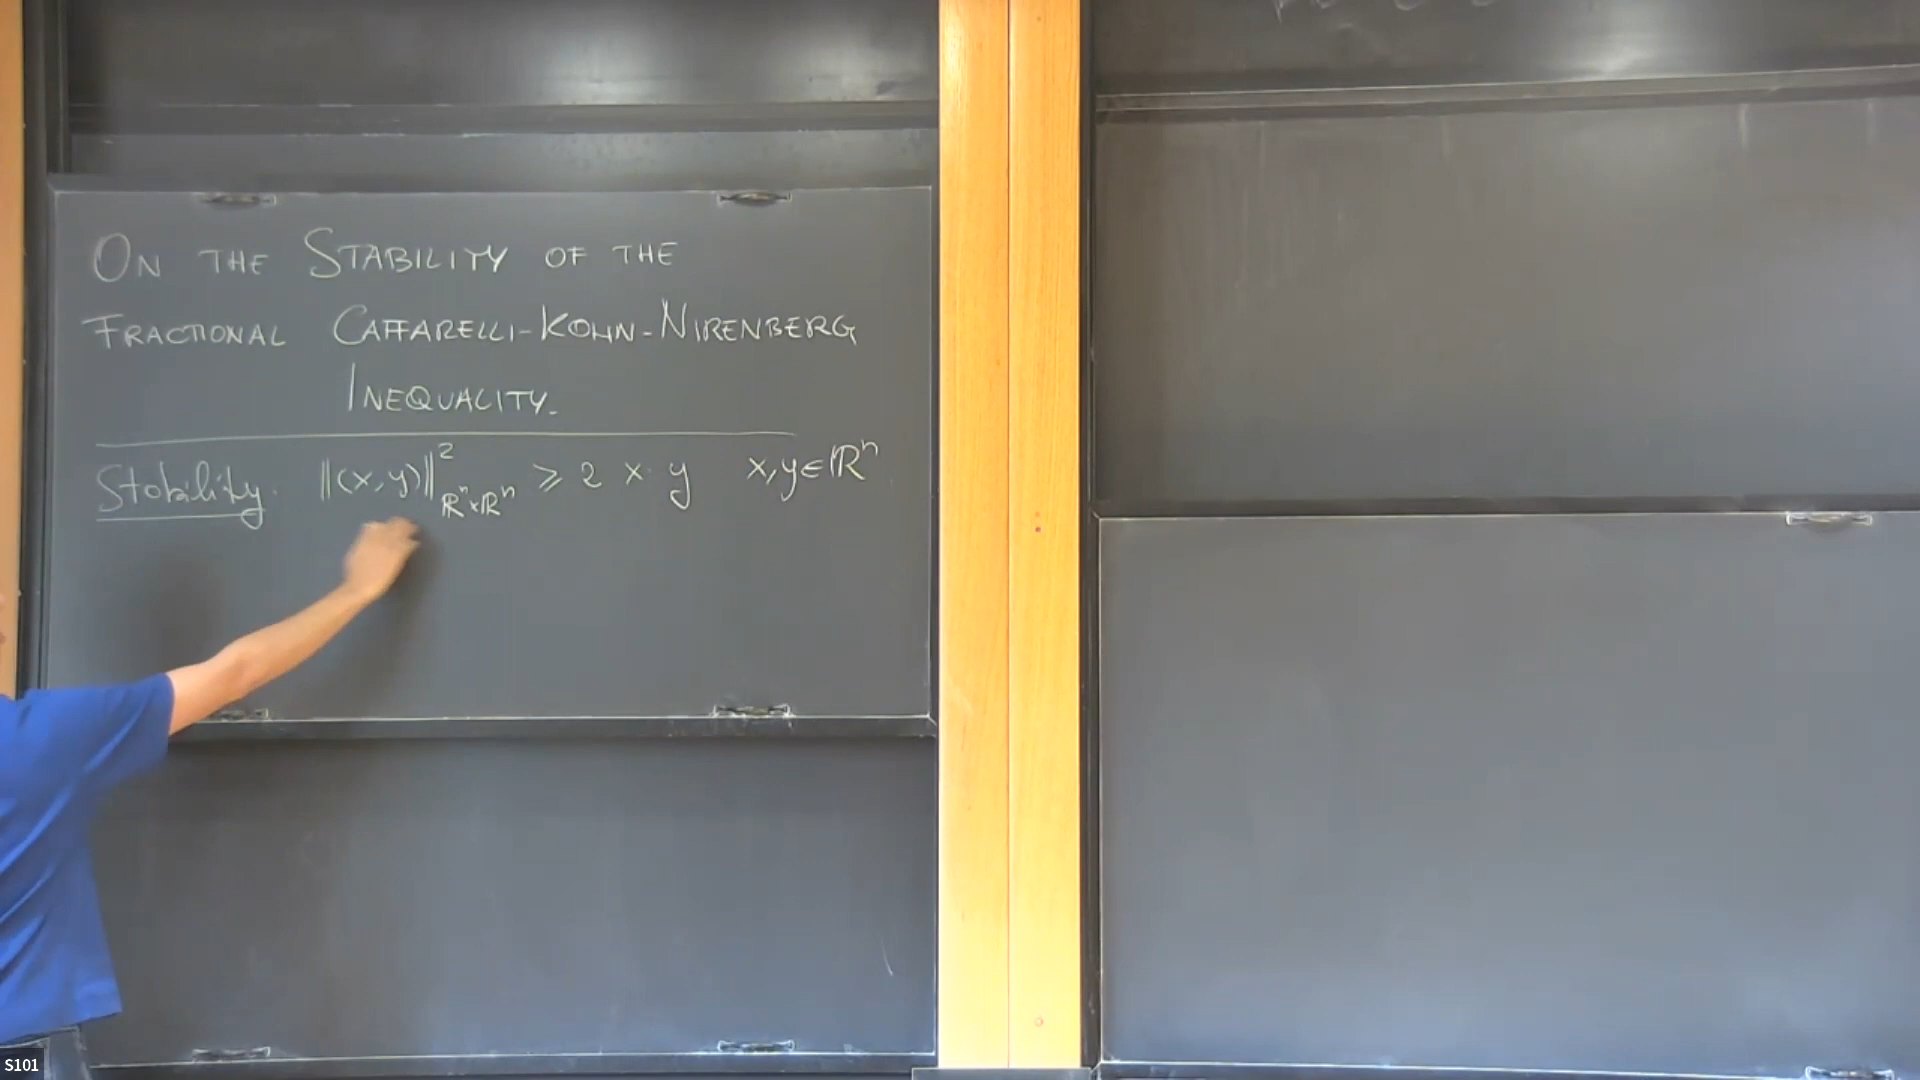 ON THE STABILITY OF THE
FRACTIONAL CAFFARELLI-KOHN-NIRENBERG
INEQUALITY.
Stability. ‖(x,y)‖²_{ℝⁿ×ℝⁿ} ⩾ 2 x·y x,y∈ℝⁿ
S101